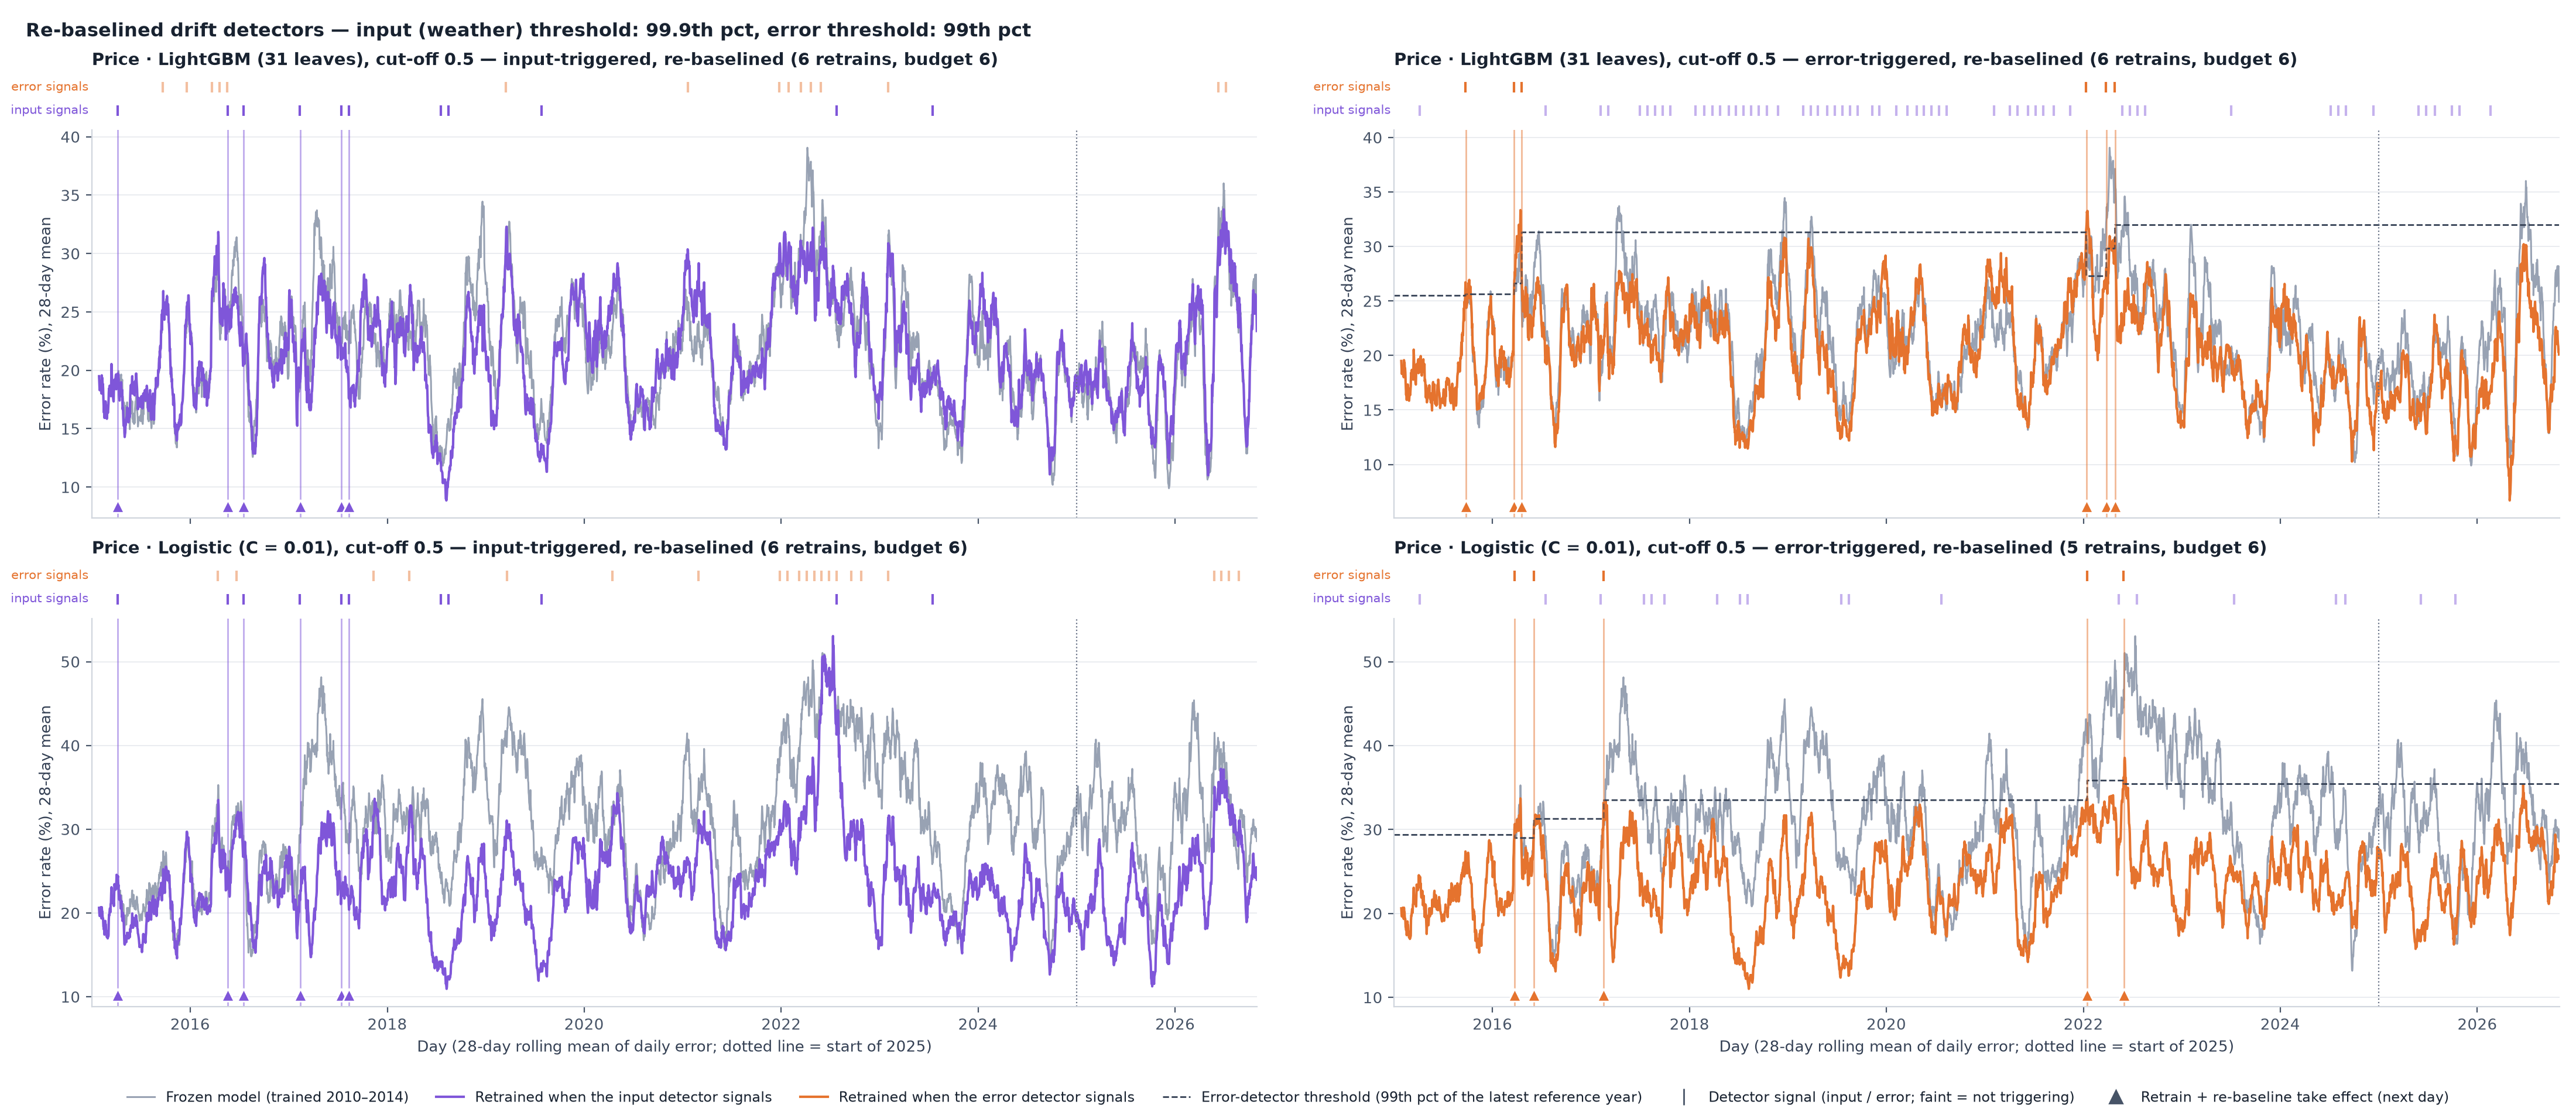 Re-baselined drift detectors — input (weather) threshold: 99.9th pct, error threshold: 99th pct
Price · LightGBM (31 leaves), cut-off 0.5 — input-triggered, re-baselined (6 retrains, budget 6)
error signals
input signals
40
35
30
25
20
15
10
Error rate (%), 28-day mean
Price · LightGBM (31 leaves), cut-off 0.5 — error-triggered, re-baselined (6 retrains, budget 6)
error signals
input signals
40
35
30
25
20
15
10
Error rate (%), 28-day mean
Price · Logistic (C = 0.01), cut-off 0.5 — input-triggered, re-baselined (6 retrains, budget 6)
error signals
input signals
50
40
30
20
10
Error rate (%), 28-day mean
2016 2018 2020 2022 2024 2026
Day (28-day rolling mean of daily error; dotted line = start of 2025)
Price · Logistic (C = 0.01), cut-off 0.5 — error-triggered, re-baselined (5 retrains, budget 6)
error signals
input signals
50
40
30
20
10
Error rate (%), 28-day mean
2016 2018 2020 2022 2024 2026
Day (28-day rolling mean of daily error; dotted line = start of 2025)
Frozen model (trained 2010–2014) Retrained when the input detector signals Retrained when the error detector signals Error-detector threshold (99th pct of the latest reference year) Detector signal (input / error; faint = not triggering) Retrain + re-baseline take effect (next day)